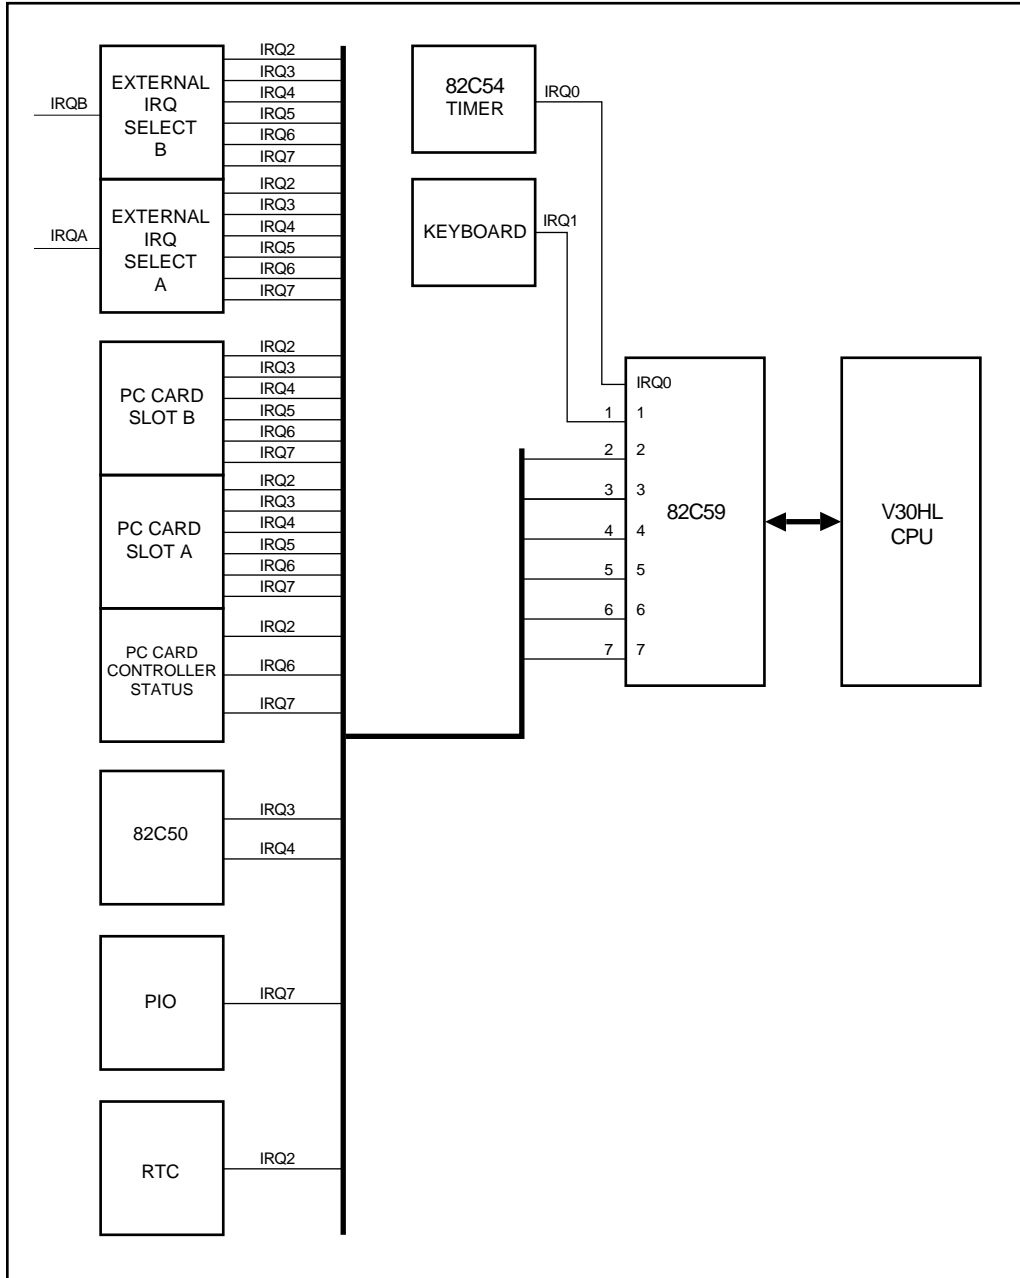 IRQB
EXTERNAL
IRQ
SELECT
B
IRQ2
IRQ3
IRQ4
IRQ5
IRQ6
IRQ7
IRQA
EXTERNAL
IRQ
SELECT
A
IRQ2
IRQ3
IRQ4
IRQ5
IRQ6
IRQ7
PC CARD
SLOT B
IRQ2
IRQ3
IRQ4
IRQ5
IRQ6
IRQ7
PC CARD
SLOT A
IRQ2
IRQ3
IRQ4
IRQ5
IRQ6
IRQ7
PC CARD
CONTROLLER
STATUS
IRQ2
IRQ6
IRQ7
82C50
IRQ3
IRQ4
PIO
IRQ7
RTC
IRQ2
82C54
TIMER
IRQ0
KEYBOARD
IRQ1
IRQ0
1 1
2 2
3 3
4 4
5 5
6 6
7 7
82C59
V30HL
CPU